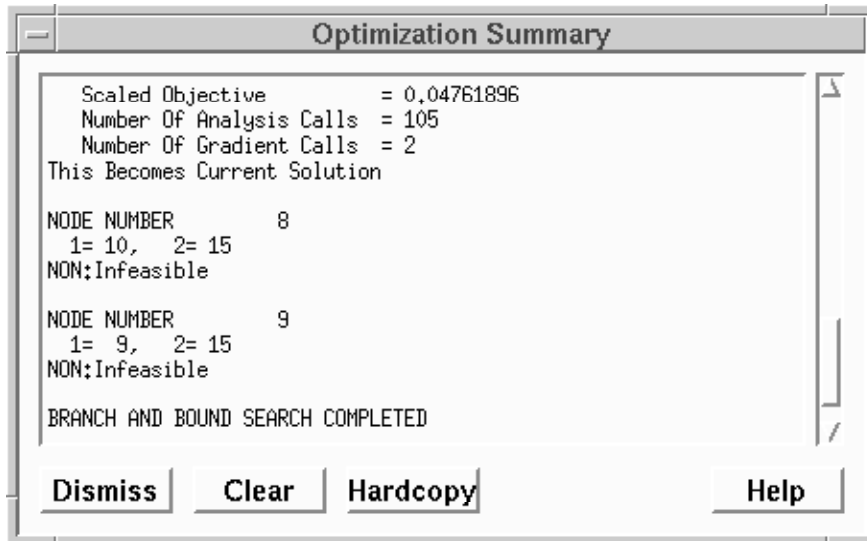 Optimization Summary
Scaled Objective = 0.04761896
Number Of Analysis Calls = 105
Number Of Gradient Calls = 2
This Becomes Current Solution
NODE NUMBER 8
1= 10, 2= 15
NON:Infeasible
NODE NUMBER 9
1= 9, 2= 15
NON:Infeasible
BRANCH AND BOUND SEARCH COMPLETED
Dismiss Clear Hardcopy Help